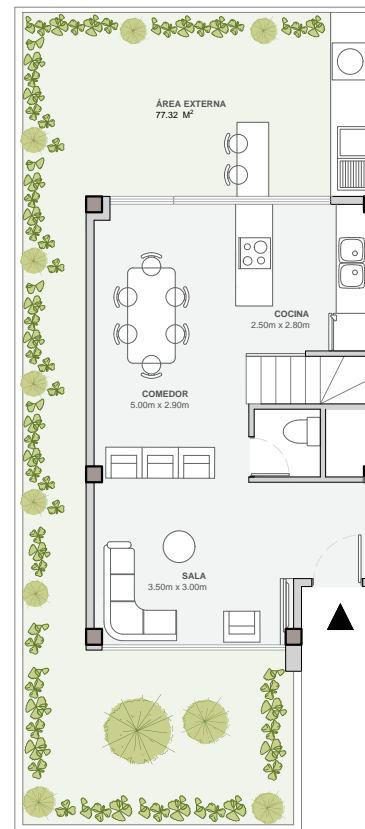 ÁREA EXTERNA
77.32 M²
COCINA
2.50m x 2.80m
COMEDOR
5.00m x 2.90m
SALA
3.50m x 3.00m